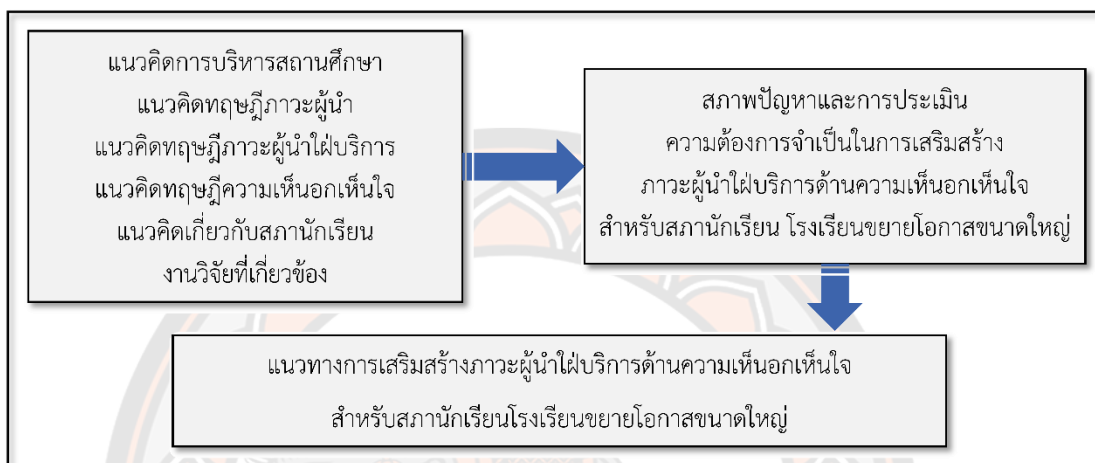 แนวคิดการบริหารสถานศึกษา
แนวคิดทฤษฎีภาวะผู้นำ
แนวคิดทฤษฎีภาวะผู้นำใฝ่บริการ
แนวคิดทฤษฎีความเห็นอกเห็นใจ
แนวคิดเกี่ยวกับสภานักเรียน
งานวิจัยที่เกี่ยวข้อง
สภาพปัญหาและการประเมิน
ความต้องการจำเป็นในการเสริมสร้าง
ภาวะผู้นำใฝ่บริการด้านความเห็นอกเห็นใจ
สำหรับสภานักเรียน โรงเรียนขยายโอกาสขนาดใหญ่
แนวทางการเสริมสร้างภาวะผู้นำใฝ่บริการด้านความเห็นอกเห็นใจ
สำหรับสภานักเรียนโรงเรียนขยายโอกาสขนาดใหญ่